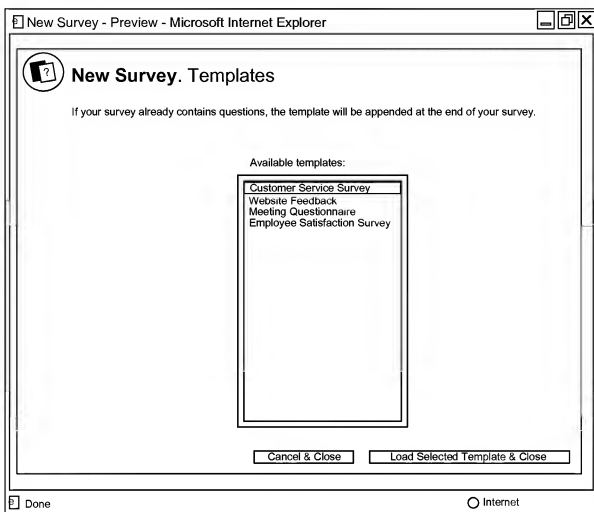 New Survey - Preview - Microsoft Internet Explorer
New Survey. Templates
If your survey already contains questions, the template will be appended at the end of your survey.
Available templates:
Customer Service Survey
Website Feedback
Meeting Questionnaire
Employee Satisfaction Survey
Cancel & Close
Load Selected Template & Close
Done
Internet